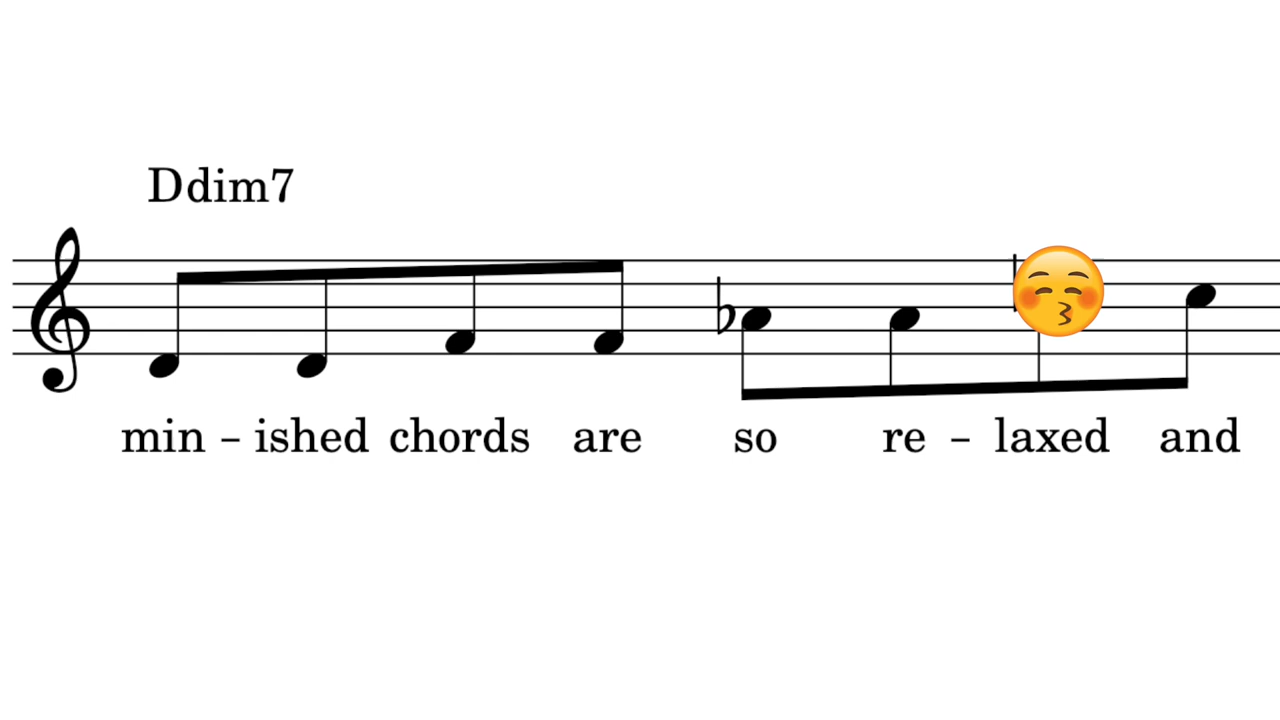 Ddim7
min – ished chords are so re – laxed and